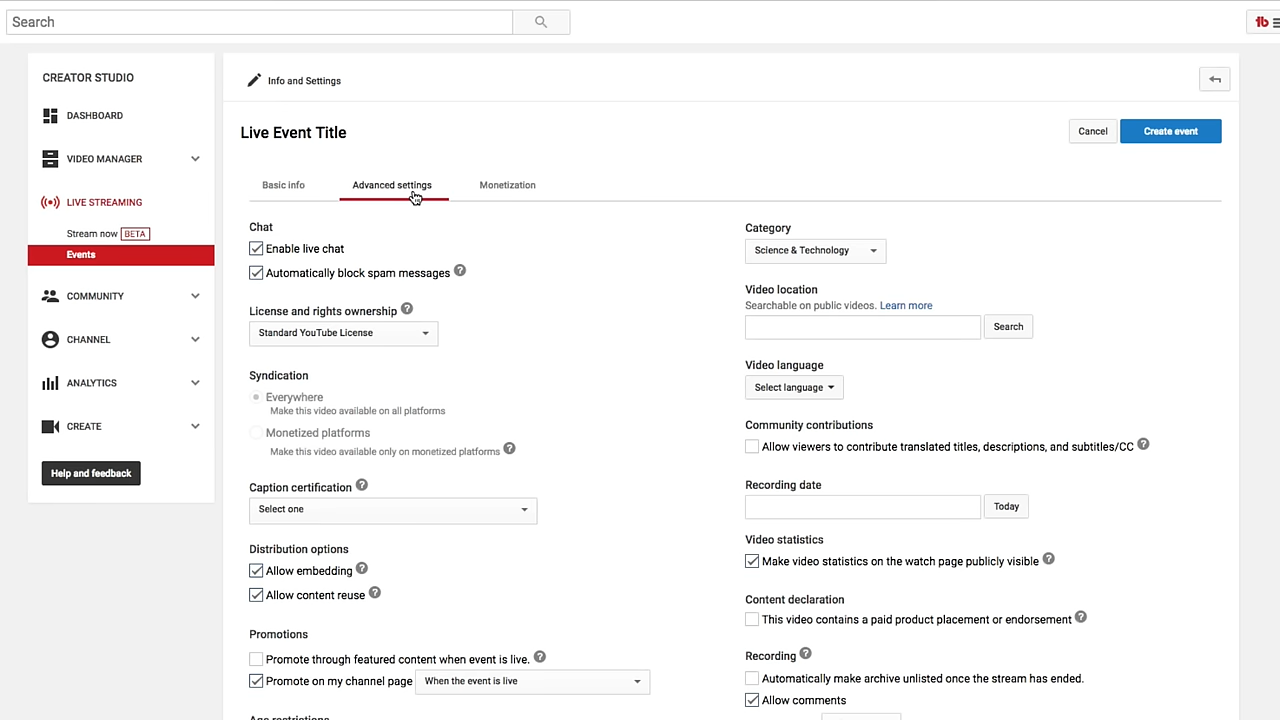 Search
tb
CREATOR STUDIO
DASHBOARD
VIDEO MANAGER
LIVE STREAMING
Stream now BETA
Events
COMMUNITY
CHANNEL
ANALYTICS
CREATE
Help and feedback
Info and Settings
Live Event Title
Cancel
Create event
Basic info
Advanced settings
Monetization
Chat
Enable live chat
Automatically block spam messages ?
License and rights ownership ?
Standard YouTube License
Syndication
Everywhere
Make this video available on all platforms
Monetized platforms
Make this video available only on monetized platforms ?
Caption certification ?
Select one
Distribution options
Allow embedding ?
Allow content reuse ?
Promotions
Promote through featured content when event is live. ?
Promote on my channel page When the event is live
Age restrictions
Category
Science & Technology
Video location
Searchable on public videos. Learn more
Search
Video language
Select language
Community contributions
Allow viewers to contribute translated titles, descriptions, and subtitles/CC ?
Recording date
Today
Video statistics
Make video statistics on the watch page publicly visible ?
Content declaration
This video contains a paid product placement or endorsement ?
Recording ?
Automatically make archive unlisted once the stream has ended.
Allow comments